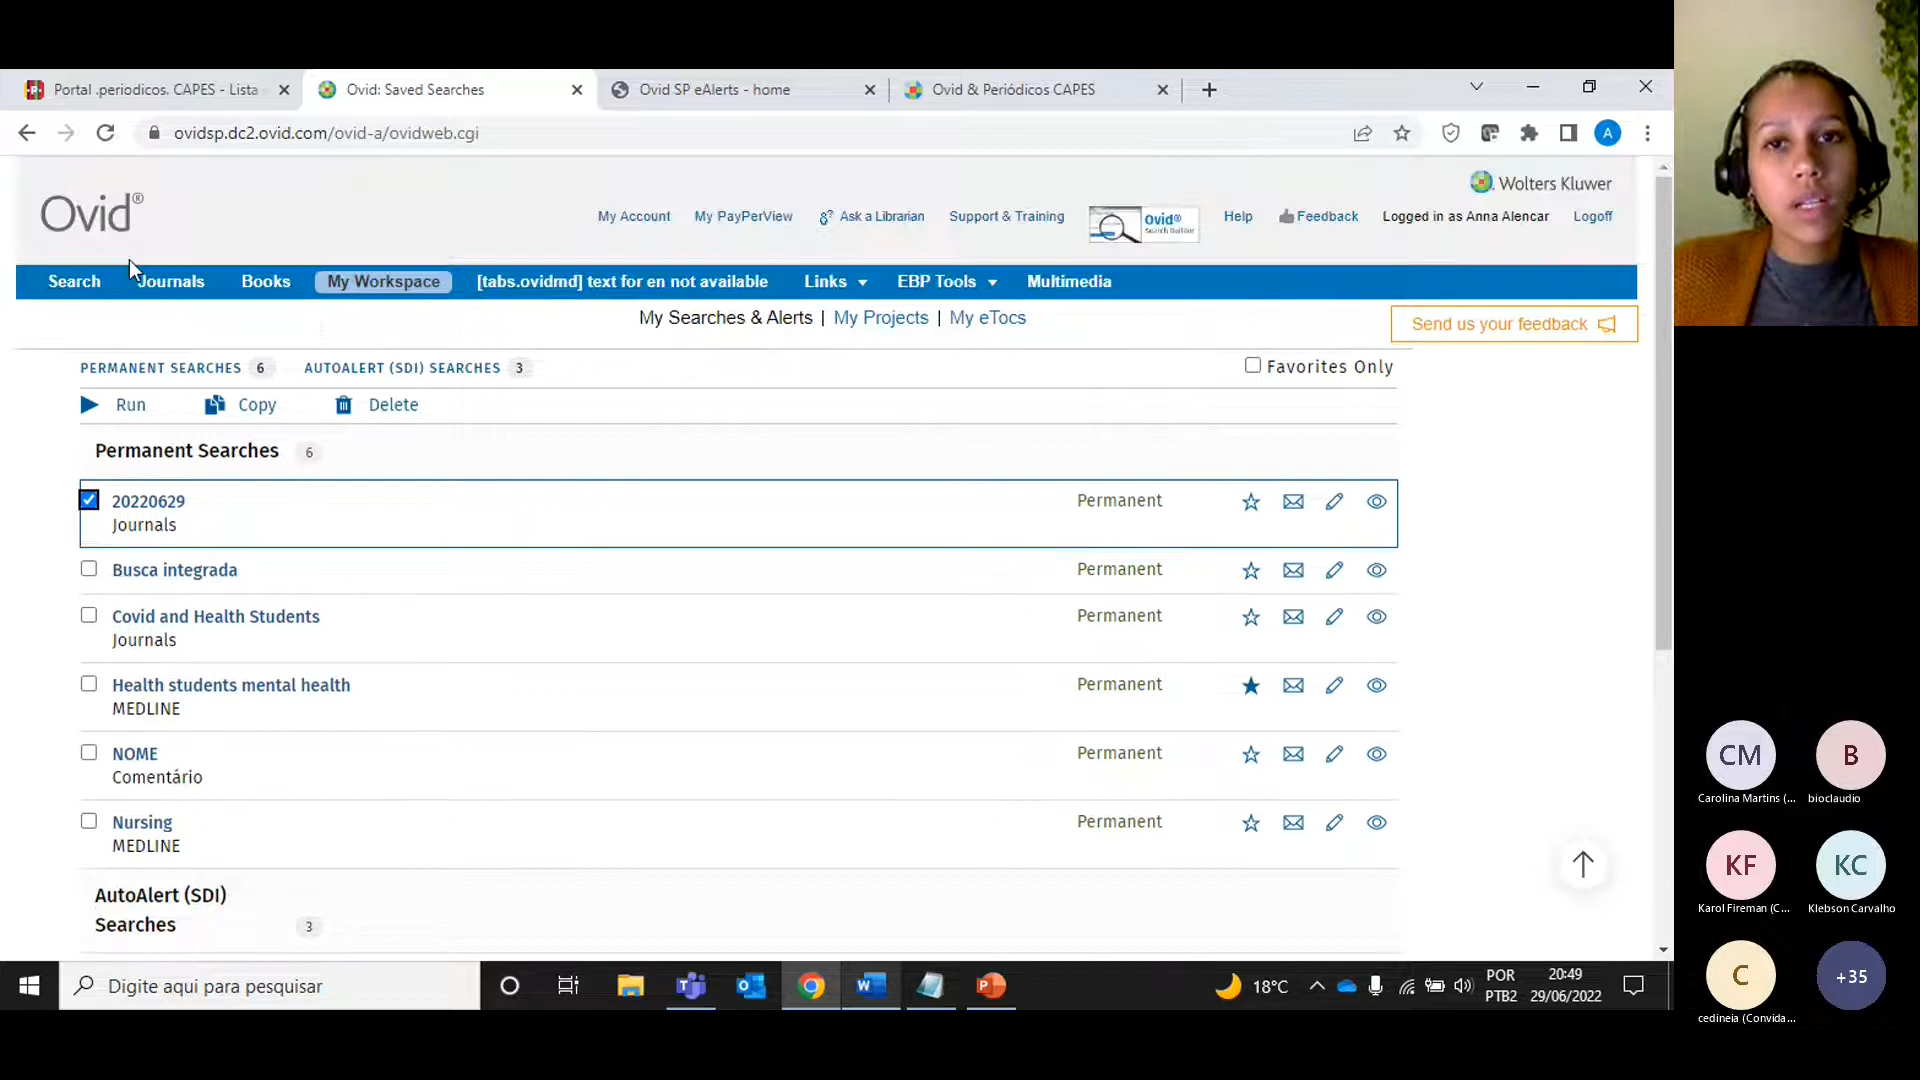 Portal .periodicos. CAPES - Lista
Ovid: Saved Searches
Ovid SP eAlerts - home
Ovid & Periódicos CAPES
ovidsp.dc2.ovid.com/ovid-a/ovidweb.cgi
A
Ovid®
Wolters Kluwer
My Account
My PayPerView
Ask a Librarian
Support & Training
Ovid®
Search Builder
Help
Feedback
Logged in as Anna Alencar
Logoff
Search
Journals
Books
My Workspace
[tabs.ovidmd] text for en not available
Links
EBP Tools
Multimedia
My Searches & Alerts | My Projects | My eTocs
Send us your feedback
PERMANENT SEARCHES 6
AUTOALERT (SDI) SEARCHES 3
Favorites Only
Run
Copy
Delete
Permanent Searches 6
20220629
Journals
Permanent
Busca integrada
Permanent
Covid and Health Students
Journals
Permanent
Health students mental health
MEDLINE
Permanent
NOME
Comentário
Permanent
Nursing
MEDLINE
Permanent
AutoAlert (SDI)
Searches 3
Digite aqui para pesquisar
18°C
POR
PTB2
20:49
29/06/2022
CM
Carolina Martins (...
B
bioclaudio
KF
Karol Fireman (C...
KC
Klebson Carvalho
C
cedineia (Convida...
+35